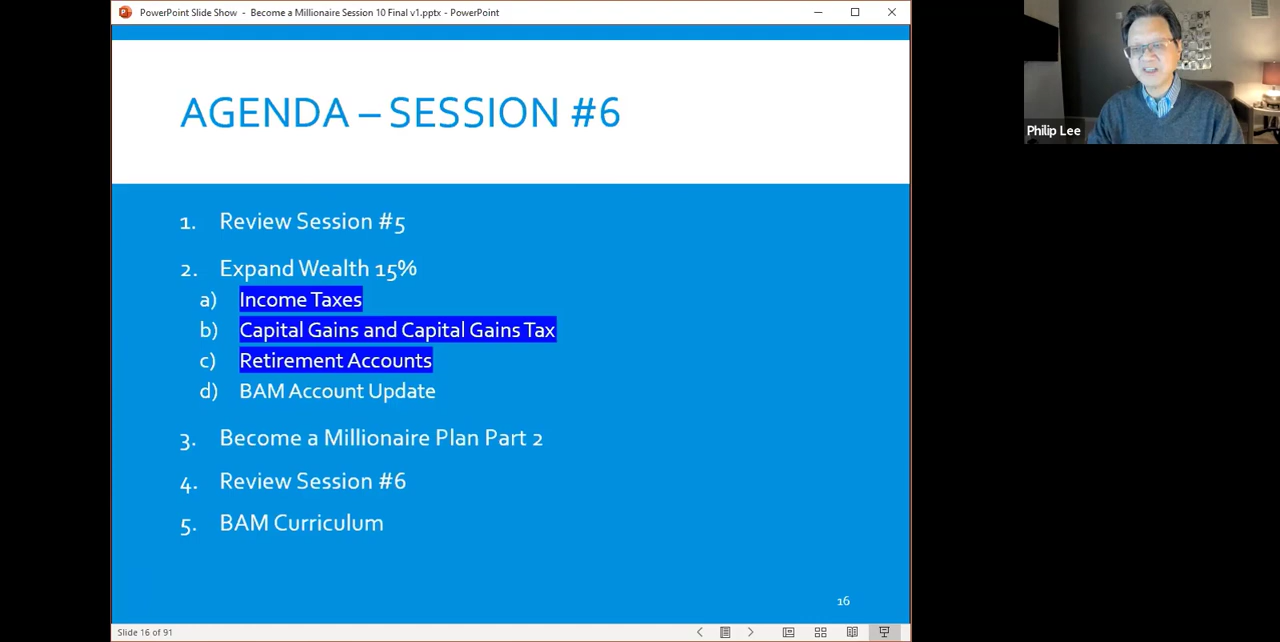 PowerPoint Slide Show - Become a Millionaire Session 10 Final v1.pptx - PowerPoint
AGENDA – SESSION #6
1. Review Session #5
2. Expand Wealth 15%
a) Income Taxes
b) Capital Gains and Capital Gains Tax
c) Retirement Accounts
d) BAM Account Update
3. Become a Millionaire Plan Part 2
4. Review Session #6
5. BAM Curriculum
16
Slide 16 of 91
Philip Lee